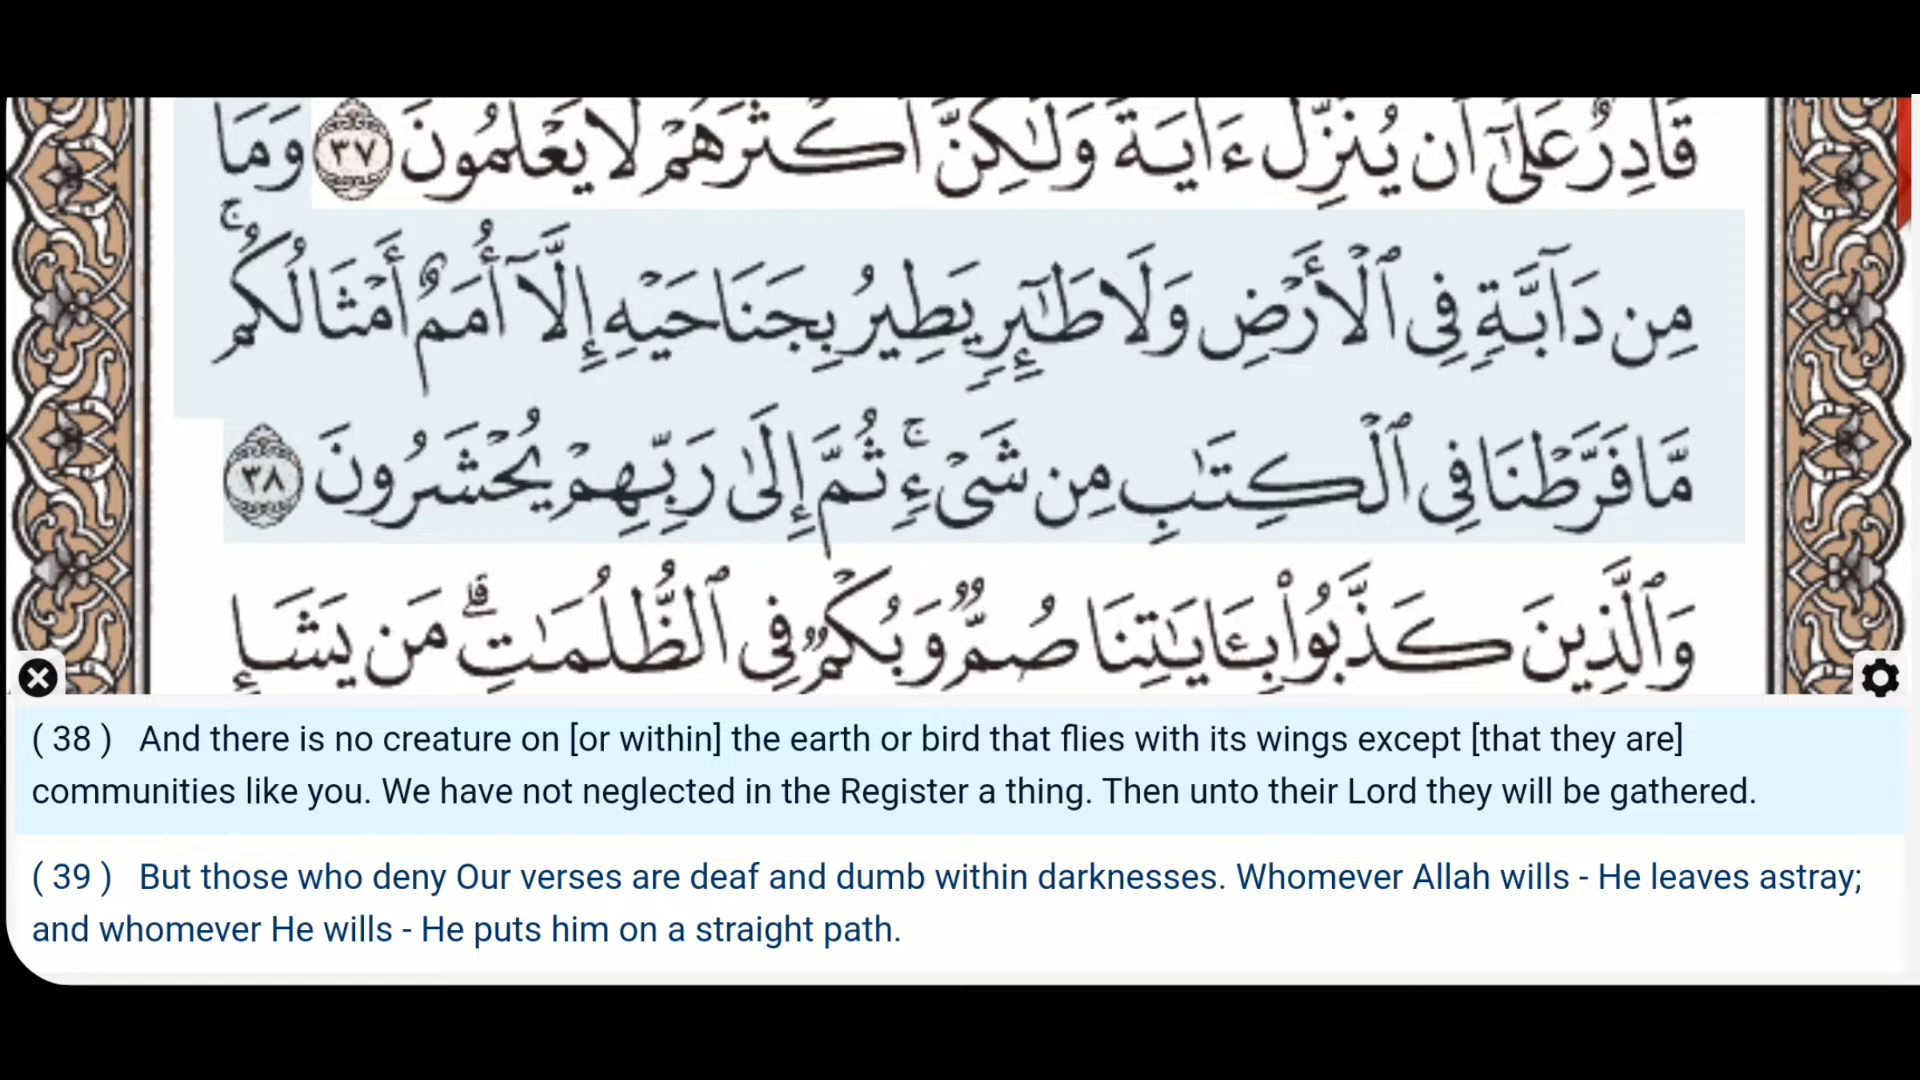 قَادِرٌ عَلَىٰٓ أَن يُنَزِّلَ ءَايَةً وَلَٰكِنَّ أَكْثَرَهُمْ لَا يَعْلَمُونَ ٣٧ وَمَا
مِن دَآبَّةٍ فِى ٱلْأَرْضِ وَلَا طَٰٓئِرٍ يَطِيرُ بِجَنَاحَيْهِ إِلَّآ أُمَمٌ أَمْثَالُكُمۚ
مَّا فَرَّطْنَا فِى ٱلْكِتَٰبِ مِن شَىْءٍۚ ثُمَّ إِلَىٰ رَبِّهِمْ يُحْشَرُونَ ٣٨
وَٱلَّذِينَ كَذَّبُوا۟ بِـَٔايَٰتِنَا صُمٌّ وَبُكْمٌ فِى ٱلظُّلُمَٰتِۗ مَن يَشَإِ
( 38 ) And there is no creature on [or within] the earth or bird that flies with its wings except [that they are]
communities like you. We have not neglected in the Register a thing. Then unto their Lord they will be gathered.
( 39 ) But those who deny Our verses are deaf and dumb within darknesses. Whomever Allah wills - He leaves astray;
and whomever He wills - He puts him on a straight path.